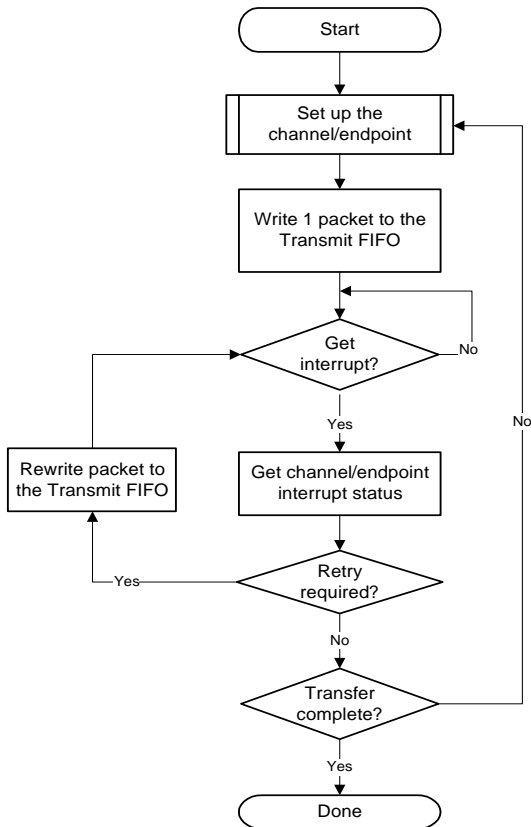 Start
Set up the
channel/endpoint
Write 1 packet to the
Transmit FIFO
Get
interrupt?
No
Yes
Rewrite packet to
the Transmit FIFO
Get channel/endpoint
interrupt status
No
Retry
required?
Yes
No
Transfer
complete?
Yes
Done